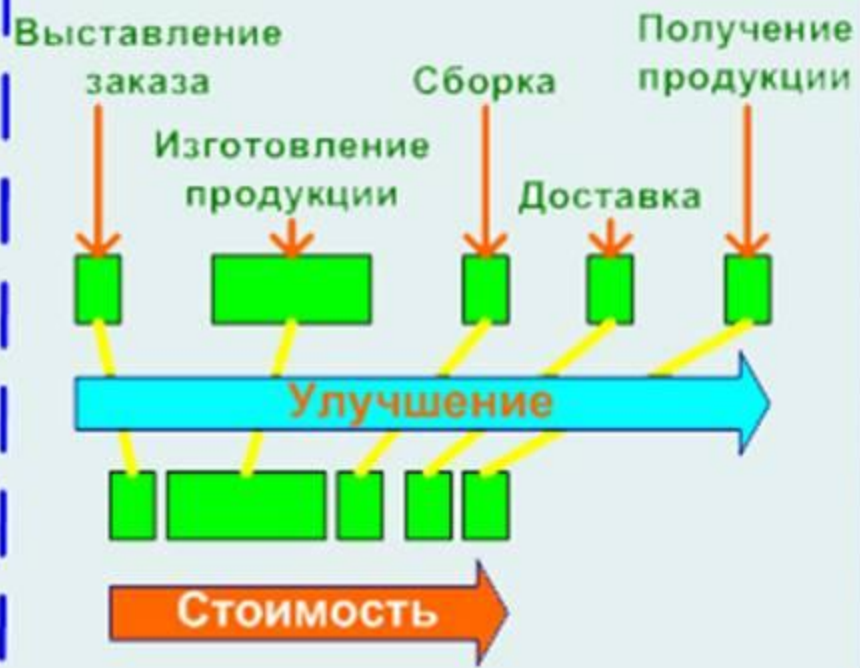 Выставление
заказа
Изготовление
продукции
Сборка
Доставка
Получение
продукции
Улучшение
Стоимость